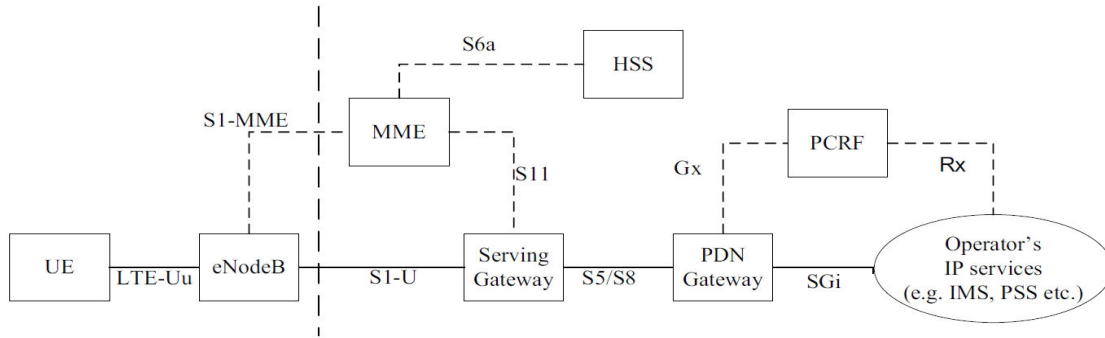 S6a
HSS
S1-MME
MME
PCRF
S11
Gx
Rx
UE
LTE-Uu
eNodeB
S1-U
Serving
Gateway
S5/S8
PDN
Gateway
SGi
Operator’s
IP services
(e.g. IMS, PSS etc.)